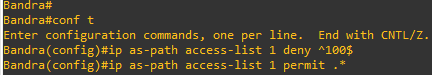 Bandra#
Bandra#conf t
Enter configuration commands, one per line.  End with CNTL/Z.
Bandra(config)#ip as-path access-list 1 deny ^100$
Bandra(config)#ip as-path access-list 1 permit .*